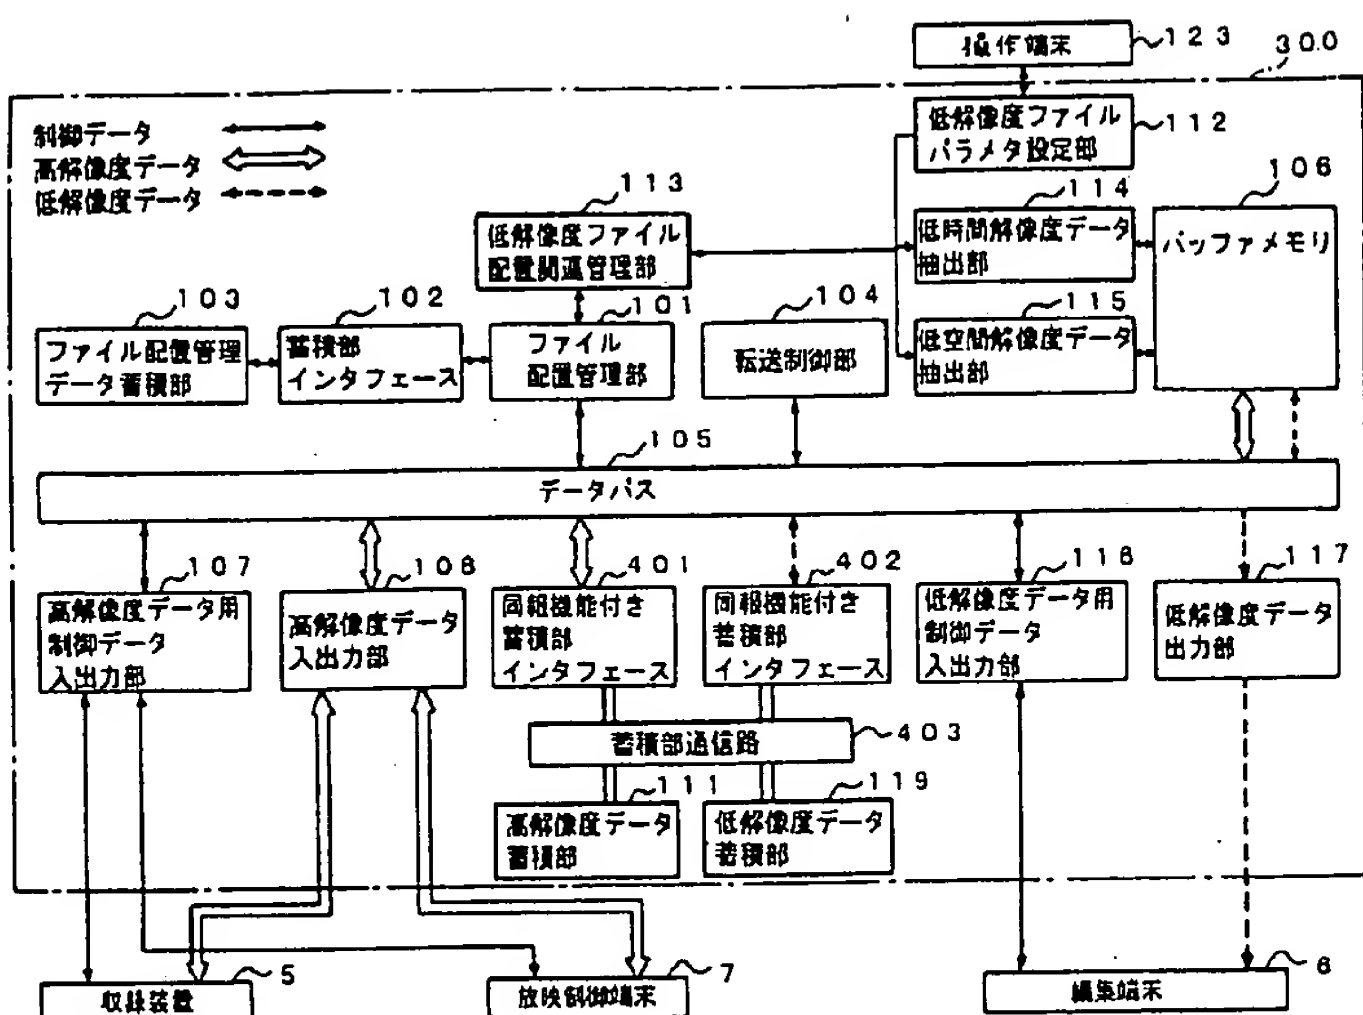 操作端末
123
300
制御データ
高解像度データ
低解像度データ
低解像度ファイル
パラメタ設定部
112
113
低解像度ファイル
配置関連管理部
114
低時間解像度データ
抽出部
106
バッファメモリ
103
ファイル配置管理
データ蓄積部
102
蓄積部
インタフェース
101
ファイル
配置管理部
104
転送制御部
115
低空間解像度データ
抽出部
105
データバス
107
高解像度データ用
制御データ
入出力部
108
高解像度データ
入出力部
401
同報機能付き
蓄積部
インタフェース
402
同報機能付き
蓄積部
インタフェース
116
低解像度データ用
制御データ
入出力部
117
低解像度データ
出力部
蓄積部通信路
403
111
高解像度データ
蓄積部
119
低解像度データ
蓄積部
5
収録装置
7
放映制御端末
6
編集端末